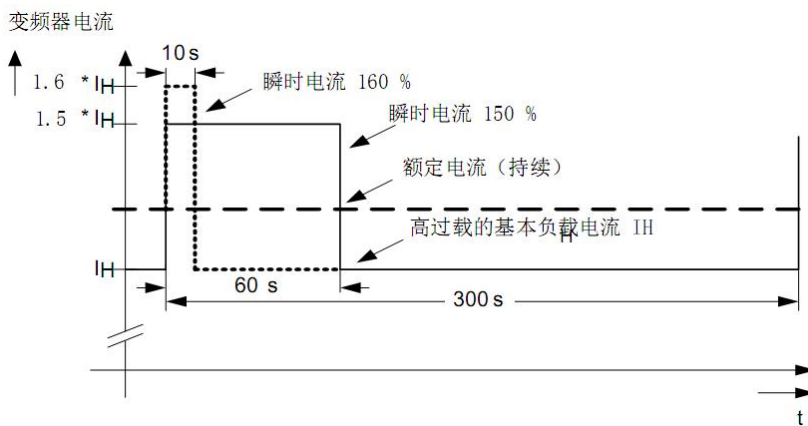 变频器电流
10 s
1.6 *IH
瞬时电流 160 %
1.5 *IH
瞬时电流 150 %
额定电流（持续）
高过载的基本负载电流 IH
H
IH
60 s
300 s
t